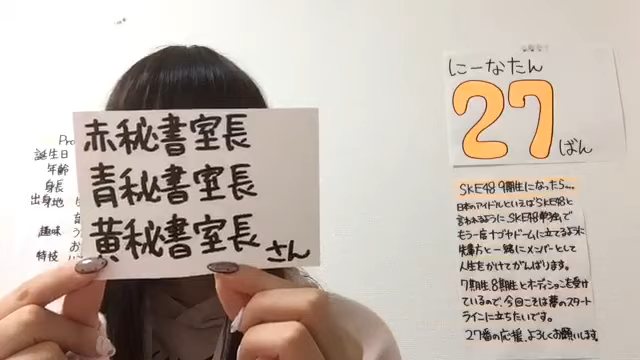 赤秘書室長
青秘書室長
黄秘書室長
さん
Pro
誕生日
年齢
身長
出身地
趣味
特技
にーなたん
27
ばん
SKE48 9期生になったら...
日本のアイドルといえばSKE48と
言われるように SKE48単独で
もう一度ナゴヤドームに立てるように
先輩方と一緒にメンバーとして
人生をかけてがんばります。
7期生、8期生とオーディションを受け
ているので、今回こそは夢のスタート
ラインに立ちたいです。
27番の応援、よろしくお願いします。